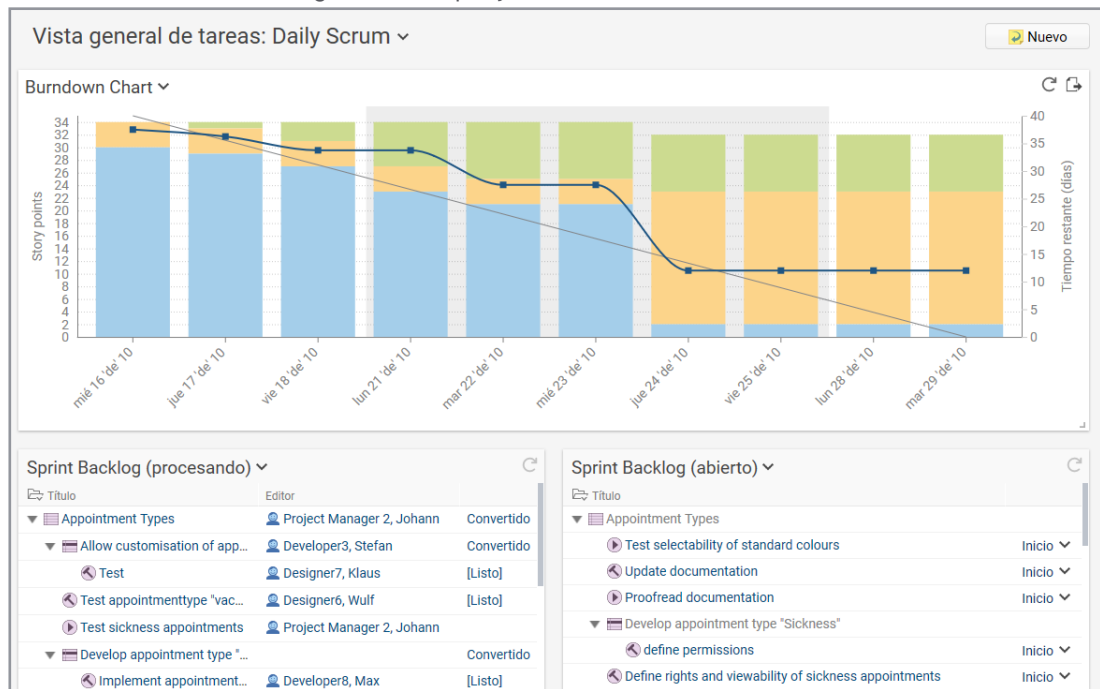 Vista general de tareas: Daily Scrum
Nuevo
Burndown Chart
Story points
34
32
30
28
26
24
22
20
18
16
14
12
10
8
6
4
2
0
40
35
30
25
20
15
10
5
0
Tiempo restante (días)
mié 16 'de' 10
jue 17 'de' 10
vie 18 'de' 10
lun 21 'de' 10
mar 22 'de' 10
mié 23 'de' 10
jue 24 'de' 10
vie 25 'de' 10
lun 28 'de' 10
mar 29 'de' 10
Sprint Backlog (procesando)
Título Editor
Appointment Types Project Manager 2, Johann Convertido
Allow customisation of app... Developer3, Stefan Convertido
Test Designer7, Klaus [Listo]
Test appointmenttype "vac... Designer6, Wulf [Listo]
Test sickness appointments Project Manager 2, Johann
Develop appointment type "... Convertido
Implement appointment... Developer8, Max [Listo]
Sprint Backlog (abierto)
Título
Appointment Types
Test selectability of standard colours Inicio
Update documentation Inicio
Proofread documentation Inicio
Develop appointment type "Sickness"
define permissions Inicio
Define rights and viewability of sickness appointments Inicio